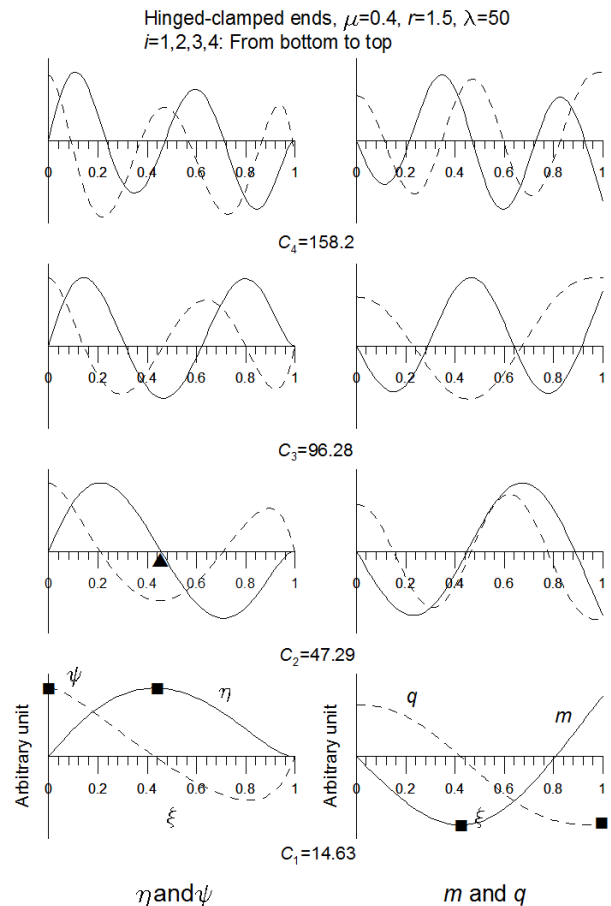 Hinged-clamped ends, μ=0.4, r=1.5, λ=50
i=1,2,3,4: From bottom to top
0 0.2 0.4 0.6 0.8 1
0 0.2 0.4 0.6 0.8 1
C4=158.2
0 0.2 0.4 0.6 0.8 1
0 0.2 0.4 0.6 0.8 1
C3=96.28
0 0.2 0.4 0.6 0.8 1
0 0.2 0.4 0.6 0.8 1
C2=47.29
Arbitrary unit
ψ
η
0 0.2 0.4 0.6 0.8 1
ξ
Arbitrary unit
q
m
0 0.2 0.4 0.6 0.8 1
ξ
C1=14.63
η and ψ
m and q